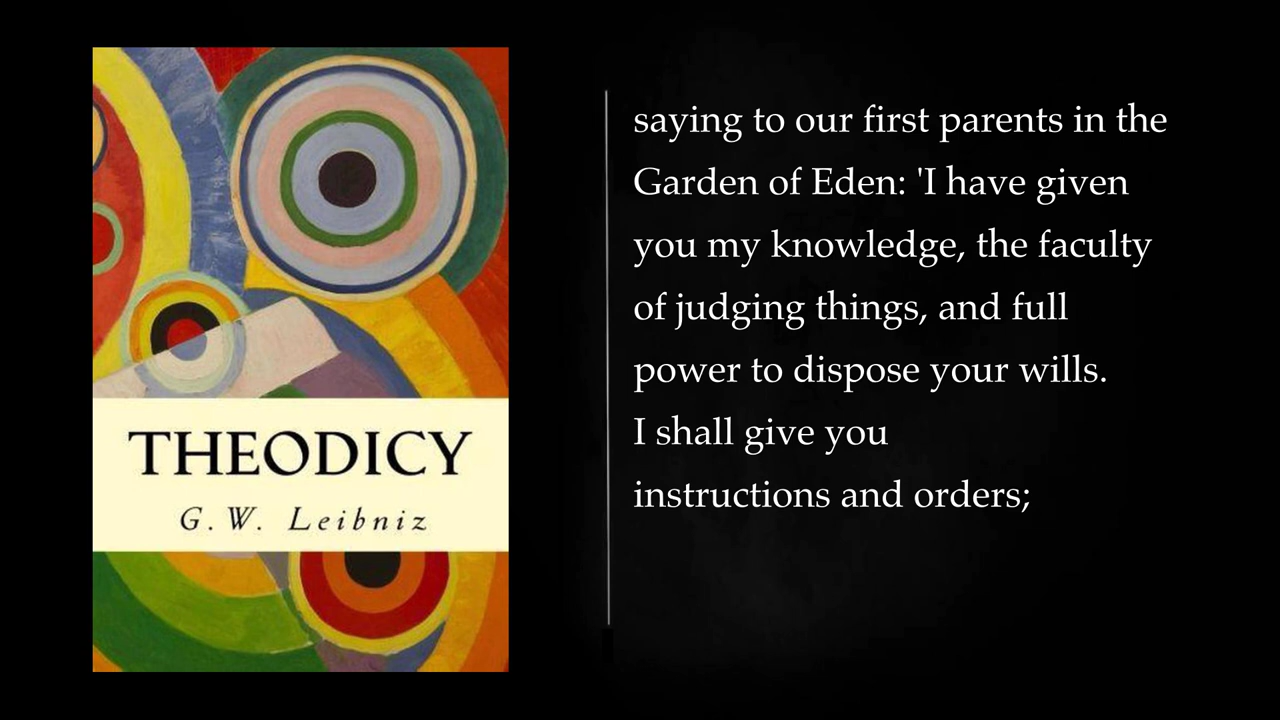 THEODICY
G.W. Leibniz
saying to our first parents in the
Garden of Eden: 'I have given
you my knowledge, the faculty
of judging things, and full
power to dispose your wills.
I shall give you
instructions and orders;